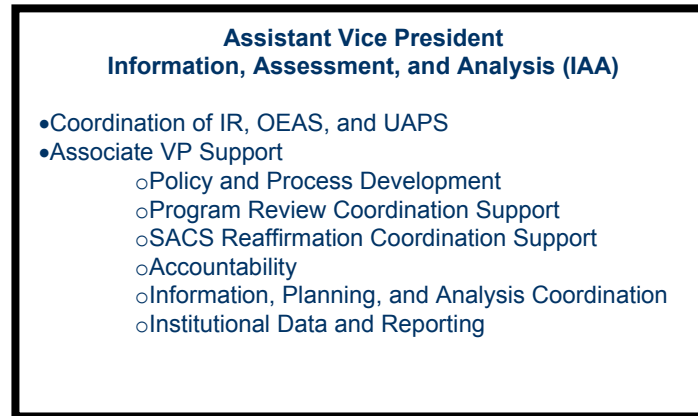 Assistant Vice President
Information, Assessment, and Analysis (IAA)
•Coordination of IR, OEAS, and UAPS
•Associate VP Support
oPolicy and Process Development
oProgram Review Coordination Support
oSACS Reaffirmation Coordination Support
oAccountability
oInformation, Planning, and Analysis Coordination
oInstitutional Data and Reporting